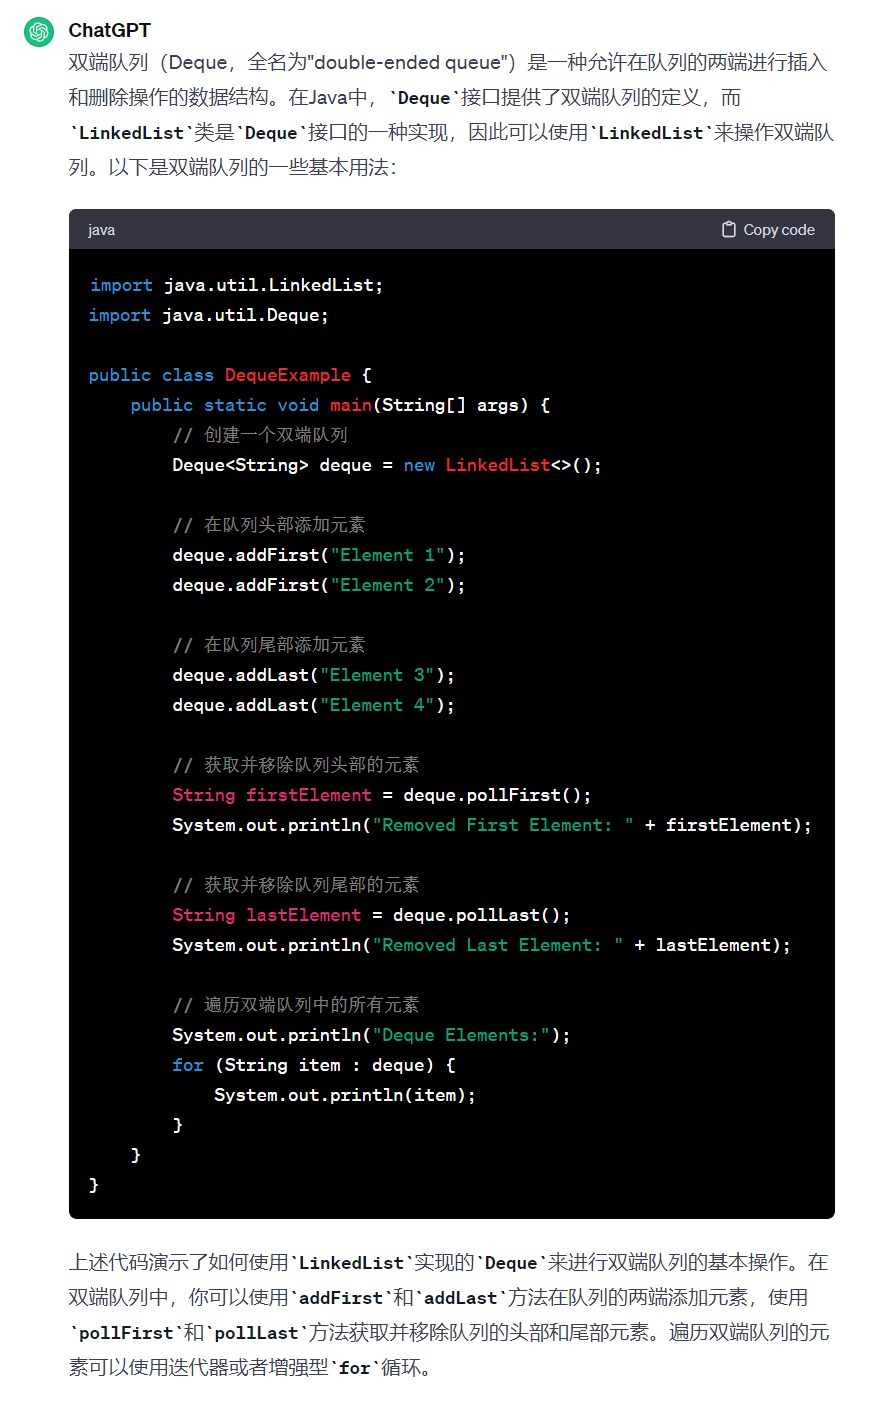 ChatGPT
双端队列（Deque，全名为"double-ended queue"）是一种允许在队列的两端进行插入
和删除操作的数据结构。在Java中，`Deque`接口提供了双端队列的定义，而
`LinkedList`类是`Deque`接口的一种实现，因此可以使用`LinkedList`来操作双端队
列。以下是双端队列的一些基本用法：
java
Copy code
import java.util.LinkedList;
import java.util.Deque;
public class DequeExample {
    public static void main(String[] args) {
        // 创建一个双端队列
        Deque<String> deque = new LinkedList<>();
        // 在队列头部添加元素
        deque.addFirst("Element 1");
        deque.addFirst("Element 2");
        // 在队列尾部添加元素
        deque.addLast("Element 3");
        deque.addLast("Element 4");
        // 获取并移除队列头部的元素
        String firstElement = deque.pollFirst();
        System.out.println("Removed First Element: " + firstElement);
        // 获取并移除队列尾部的元素
        String lastElement = deque.pollLast();
        System.out.println("Removed Last Element: " + lastElement);
        // 遍历双端队列中的所有元素
        System.out.println("Deque Elements:");
        for (String item : deque) {
            System.out.println(item);
        }
    }
}
上述代码演示了如何使用`LinkedList`实现的`Deque`来进行双端队列的基本操作。在
双端队列中，你可以使用`addFirst`和`addLast`方法在队列的两端添加元素，使用
`pollFirst`和`pollLast`方法获取并移除队列的头部和尾部元素。遍历双端队列的元
素可以使用迭代器或者增强型`for`循环。